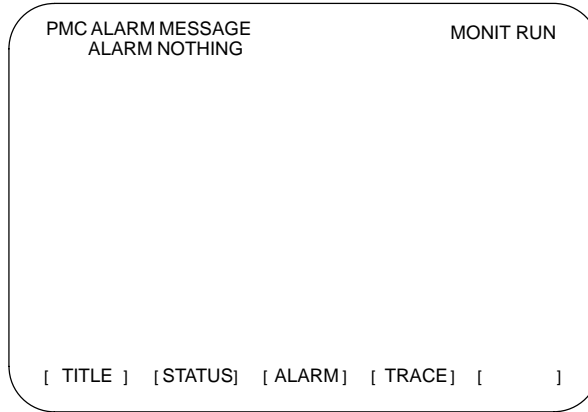 PMC ALARM MESSAGE MONIT RUN
ALARM NOTHING
[ TITLE ] [STATUS] [ ALARM ] [ TRACE ] [ ]